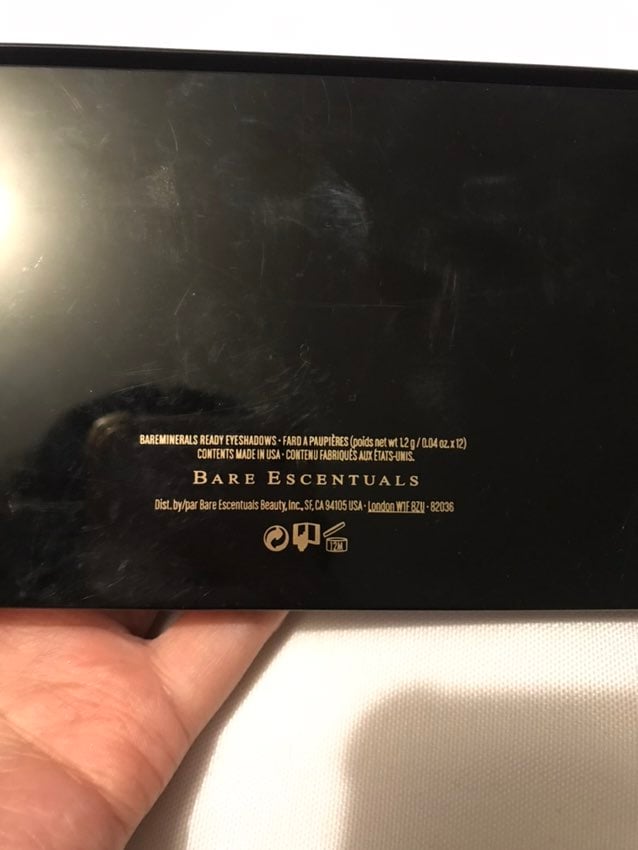 BAREMINERALS READY EYESHADOWS • FARD A PAUPIÈRES (poids net wt 1.2 g / 0.04 oz. x 12)
CONTENTS MADE IN USA • CONTENU FABRIQUÉS AUX ÉTATS-UNIS.
BARE ESCENTUALS
Dist. by/par Bare Escentuals Beauty, Inc., SF, CA 94105 USA • London W1F 8ZU • 82036
12M